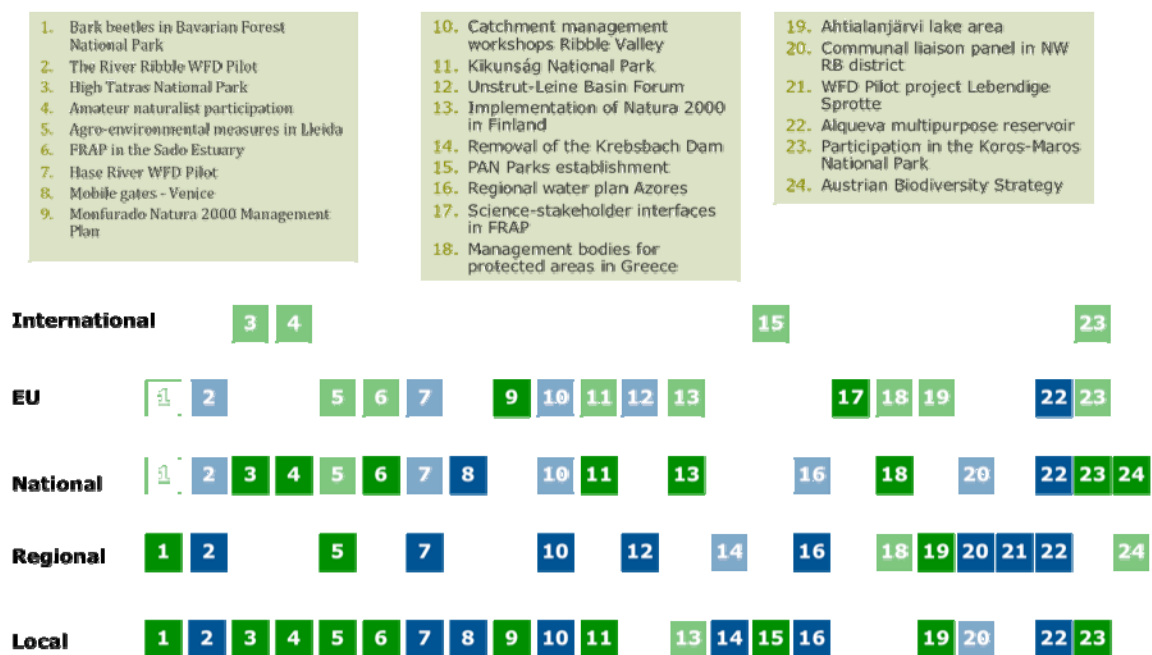 1. Bark beetles in Bavarian Forest
National Park
2. The River Ribble WFD Pilot
3. High Tatras National Park
4. Amateur naturalist participation
5. Agro-environmental measures in Lleida
6. FRAP in the Sado Estuary
7. Hase River WFD Pilot
8. Mobile gates - Venice
9. Monfurado Natura 2000 Management
Plan
10. Catchment management
workshops Ribble Valley
11. Kikunság National Park
12. Unstrut-Leine Basin Forum
13. Implementation of Natura 2000
in Finland
14. Removal of the Krebsbach Dam
15. PAN Parks establishment
16. Regional water plan Azores
17. Science-stakeholder interfaces
in FRAP
18. Management bodies for
protected areas in Greece
19. Ahtialanjärvi lake area
20. Communal liaison panel in NW
RB district
21. WFD Pilot project Lebendige
Sprotte
22. Alqueva multipurpose reservoir
23. Participation in the Koros-Maros
National Park
24. Austrian Biodiversity Strategy
International 3 4 15 23
EU 1 2 5 6 7 9 10 11 12 13 17 18 19 22 23
National 1 2 3 4 5 6 7 8 10 11 13 16 18 20 22 23 24
Regional 1 2 5 7 10 12 14 16 18 19 20 21 22 24
Local 1 2 3 4 5 6 7 8 9 10 11 13 14 15 16 19 20 22 23